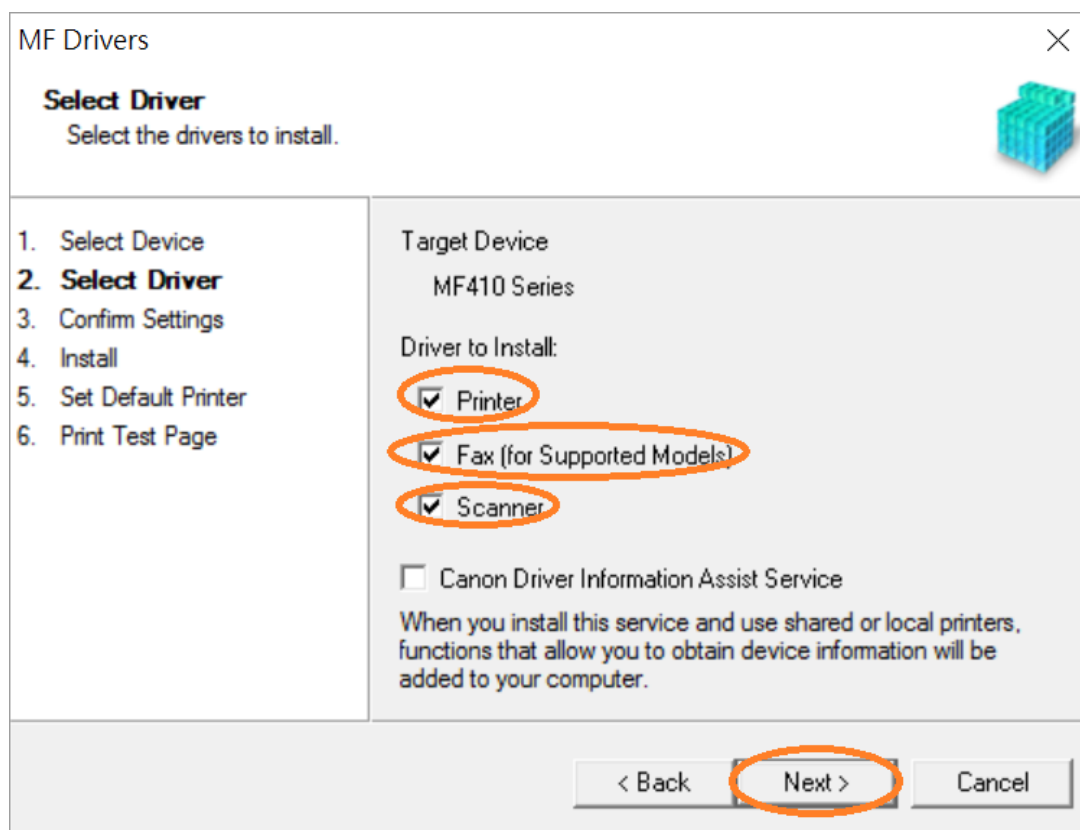 MF Drivers
Select Driver
Select the drivers to install.
1. Select Device
2. Select Driver
3. Confirm Settings
4. Install
5. Set Default Printer
6. Print Test Page
Target Device
MF410 Series
Driver to Install:
Printer
Fax (for Supported Models)
Scanner
Canon Driver Information Assist Service
When you install this service and use shared or local printers,
functions that allow you to obtain device information will be
added to your computer.
< Back
Next >
Cancel